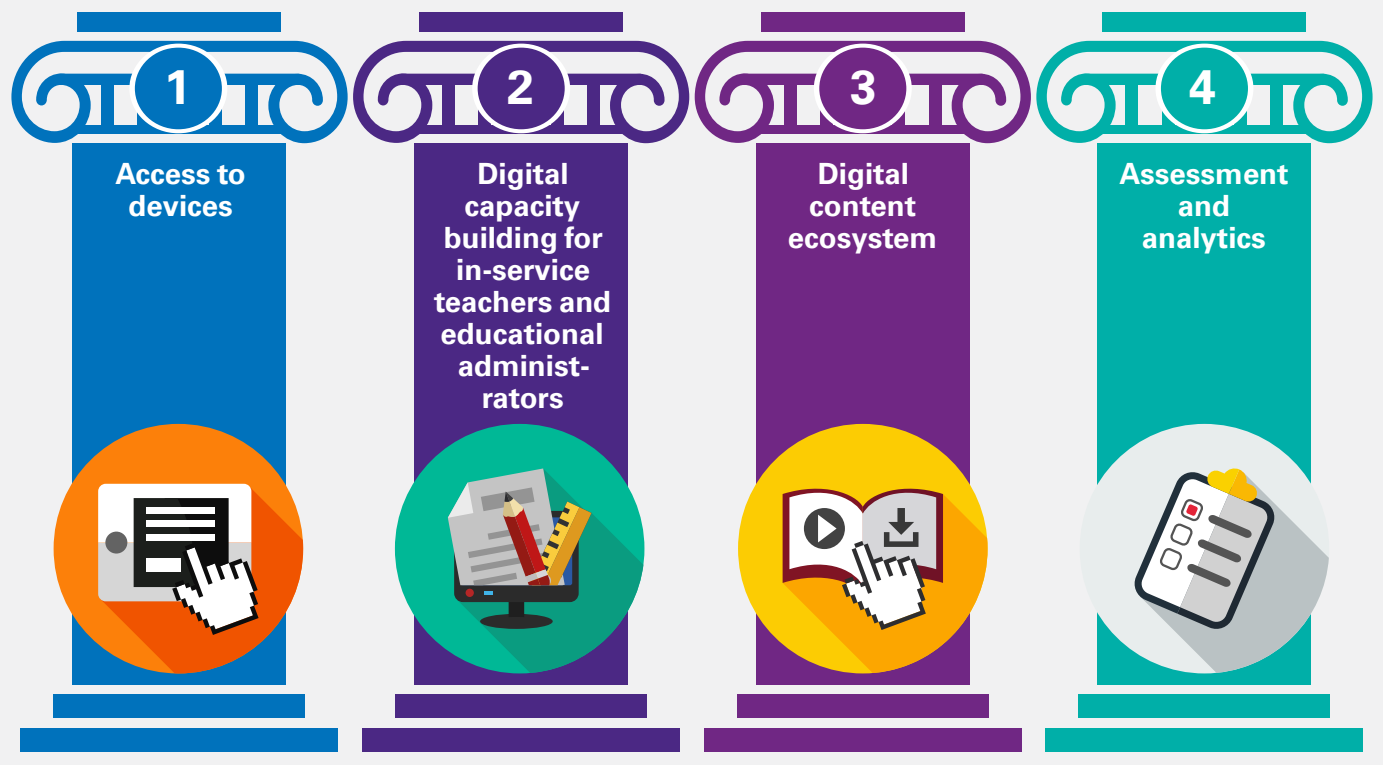 1
Access to
devices
2
Digital
capacity
building for
in-service
teachers and
educational
administ-
rators
3
Digital
content
ecosystem
4
Assessment
and
analytics